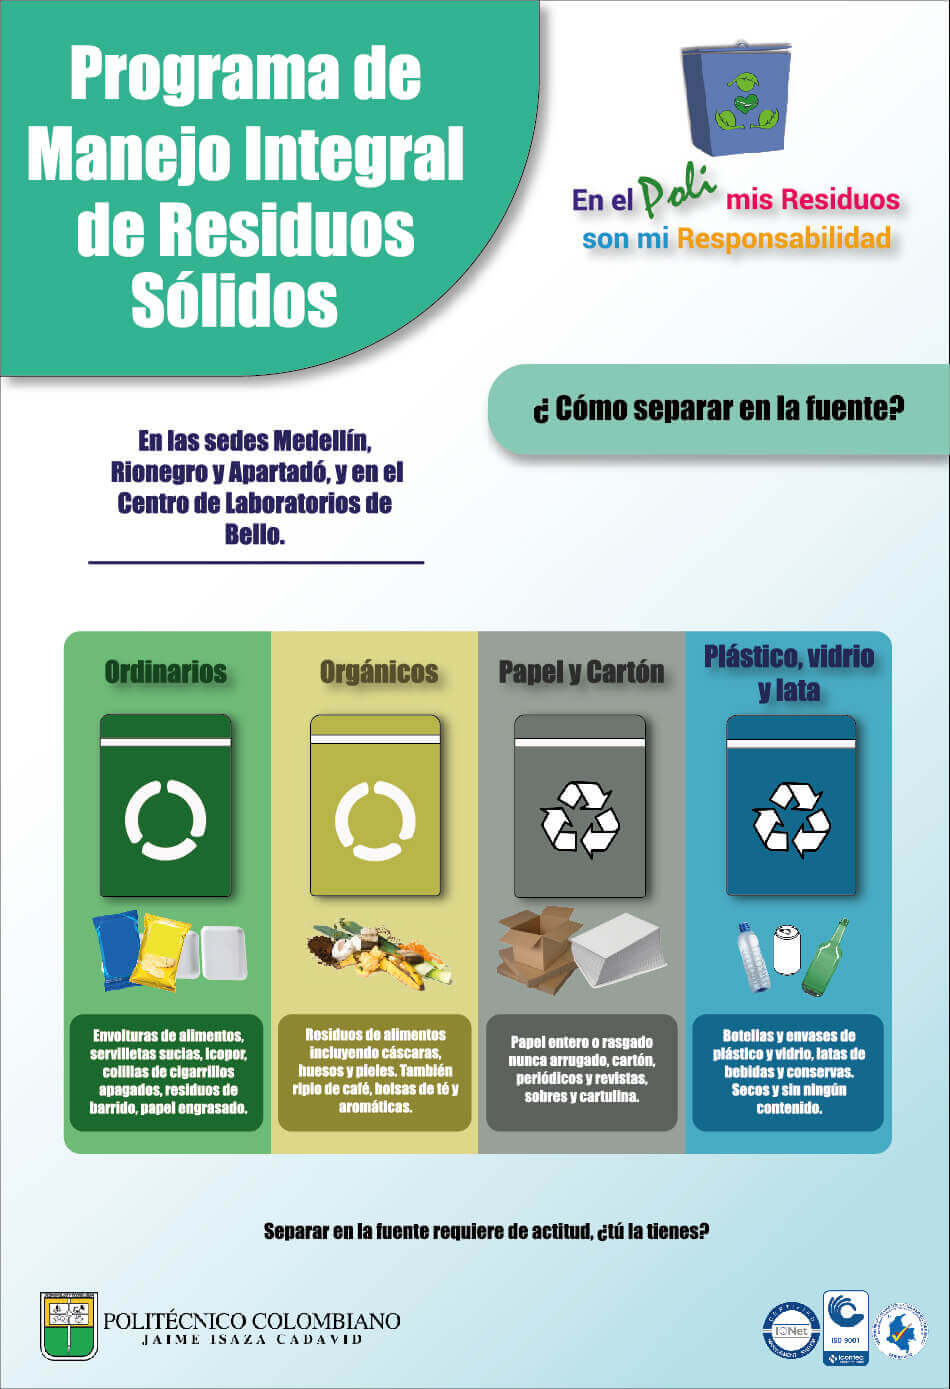 Programa de
Manejo Integral
de Residuos
Sólidos
En el Poli mis Residuos
son mi Responsabilidad
¿ Cómo separar en la fuente?
En las sedes Medellín,
Rionegro y Apartadó, y en el
Centro de Laboratorios de
Bello.
Ordinarios
Orgánicos
Papel y Cartón
Plástico, vidrio
y lata
Envolturas de alimentos,
servilletas sucias, icopor,
colillas de cigarrillos
apagados, residuos de
barrido, papel engrasado.
Residuos de alimentos
incluyendo cáscaras,
huesos y pieles. También
ripio de café, bolsas de té y
aromáticas.
Papel entero o rasgado
nunca arrugado, cartón,
periódicos y revistas,
sobres y cartulina.
Botellas y envases de
plástico y vidrio, latas de
bebidas y conservas.
Secos y sin ningún
contenido.
Separar en la fuente requiere de actitud, ¿tú la tienes?
POLITÉCNICO COLOMBIANO
JAIME ISAZA CADAVID
CERTIFIED
IQNet
MANAGEMENT SYSTEM
ISO 9001
icontec